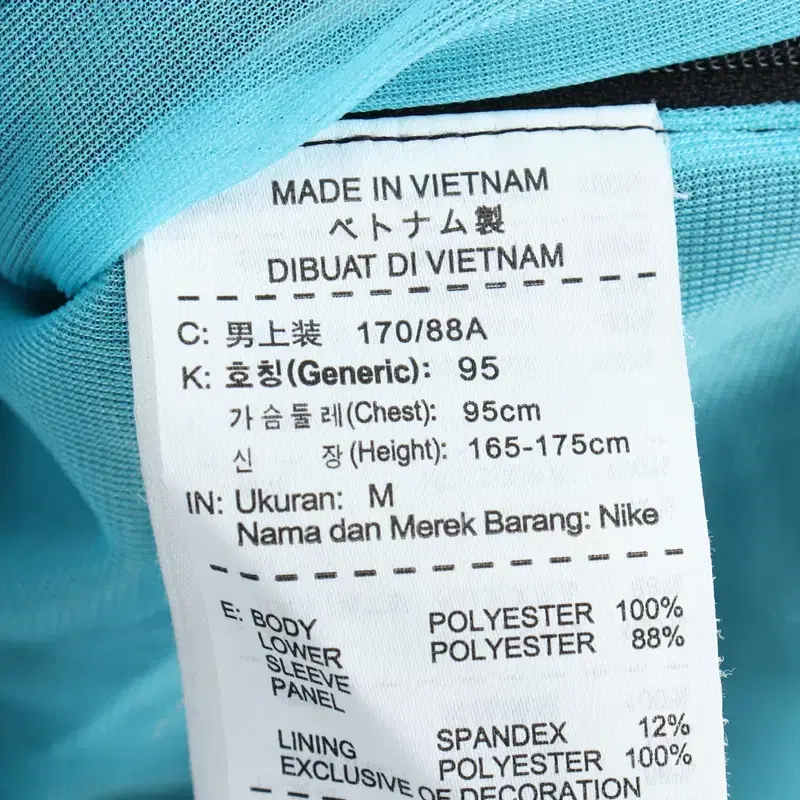 MADE IN VIETNAM
ベトナム製
DIBUAT DI VIETNAM
C: 男上装 170/88A
K: 호칭(Generic): 95
가슴둘레(Chest): 95cm
신 장(Height): 165-175cm
IN: Ukuran: M
Nama dan Merek Barang: Nike
E: BODY POLYESTER 100%
LOWER POLYESTER 88%
SLEEVE
PANEL
SPANDEX 12%
LINING POLYESTER 100%
EXCLUSIVE OF DECORATION